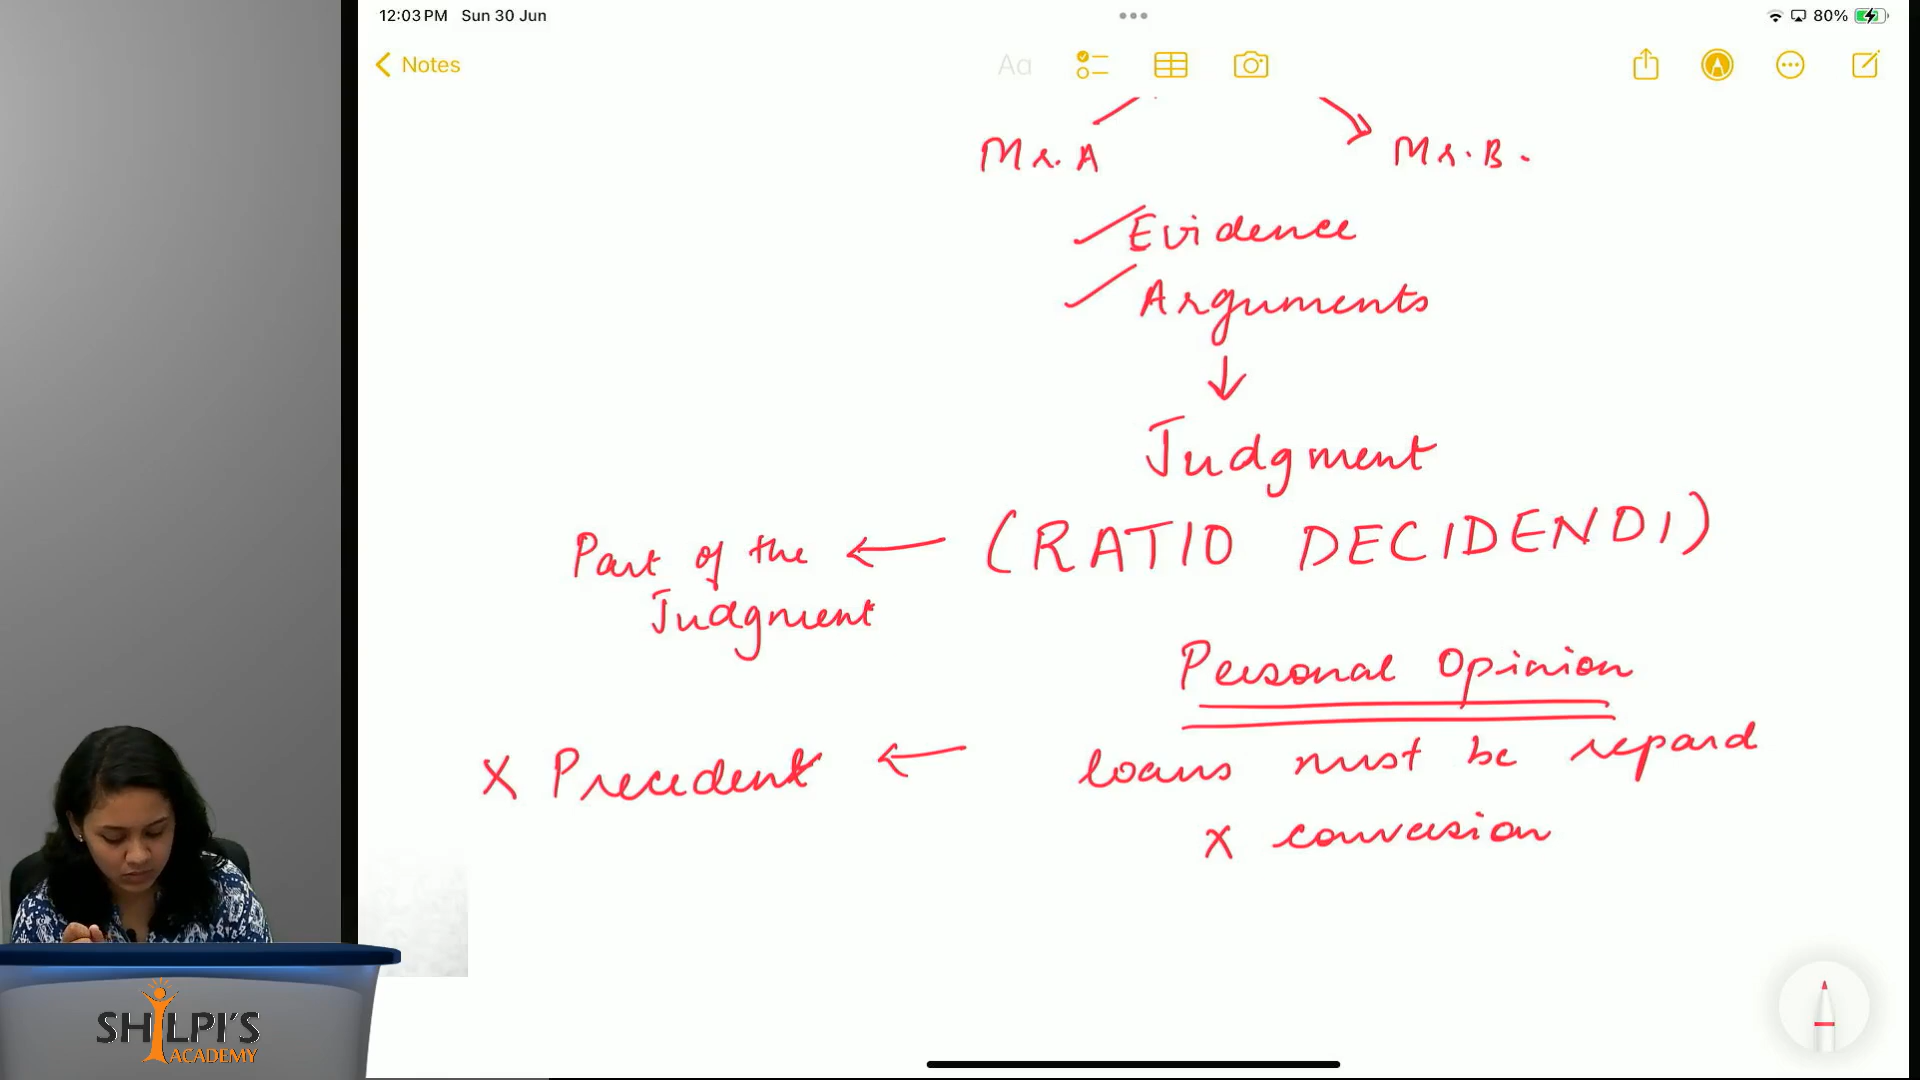 12:03 PM Sun 30 Jun
80%
Notes
Aa
Mr. A Mr. B.
Evidence
Arguments
Judgment
Part of the ← (RATIO DECIDENDI)
Judgment
Personal Opinion
X Precedent ← loans must be repaid
X conversion
SHILPI'S
ACADEMY